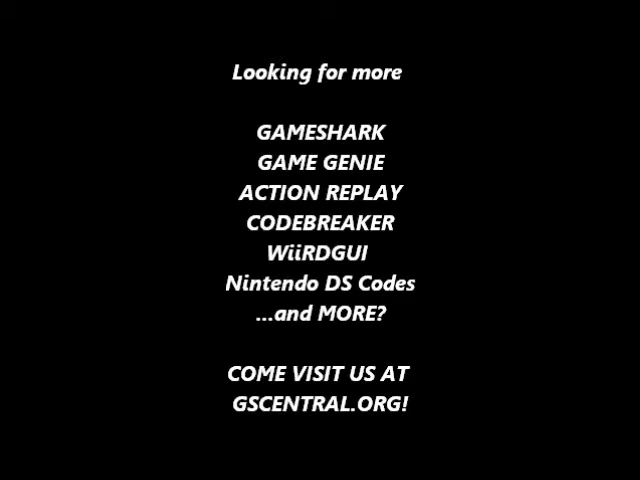 Looking for more
GAMESHARK
GAME GENIE
ACTION REPLAY
CODEBREAKER
WiiRDGUI
Nintendo DS Codes
...and MORE?
COME VISIT US AT
GSCENTRAL.ORG!